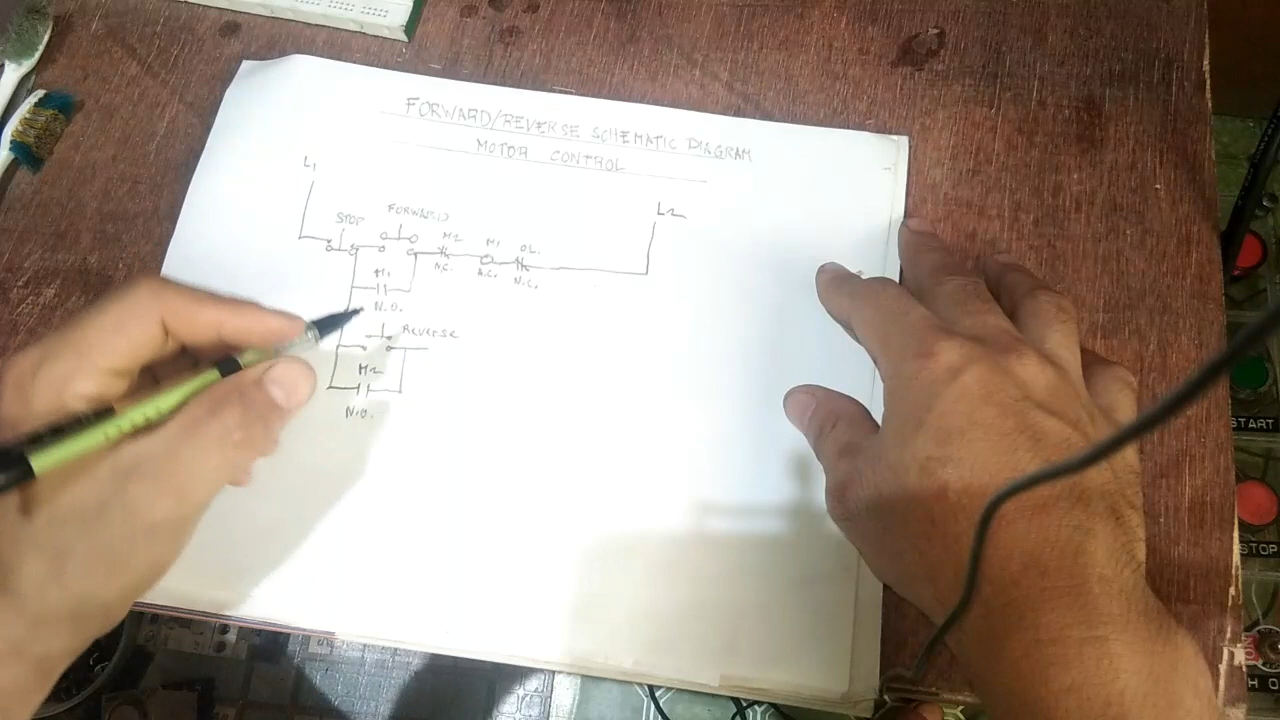 FORWARD/REVERSE SCHEMATIC DIAGRAM
MOTOR CONTROL
L1
L2
STOP
FORWARD
M2
M1
OL.
N.C.
A.C.
N.C.
M1
N.O.
Reverse
M2
N.O.
START
STOP